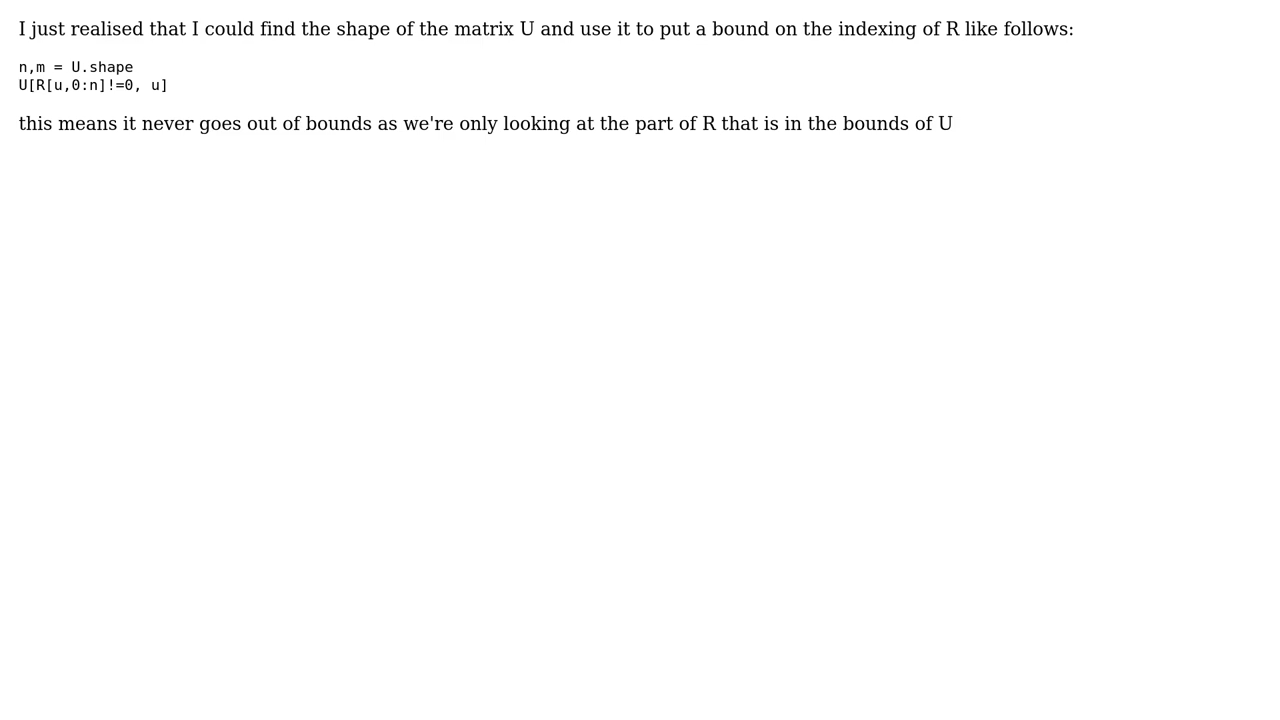 I just realised that I could find the shape of the matrix U and use it to put a bound on the indexing of R like follows:
n,m = U.shape
U[R[u,0:n]!=0, u]
this means it never goes out of bounds as we're only looking at the part of R that is in the bounds of U